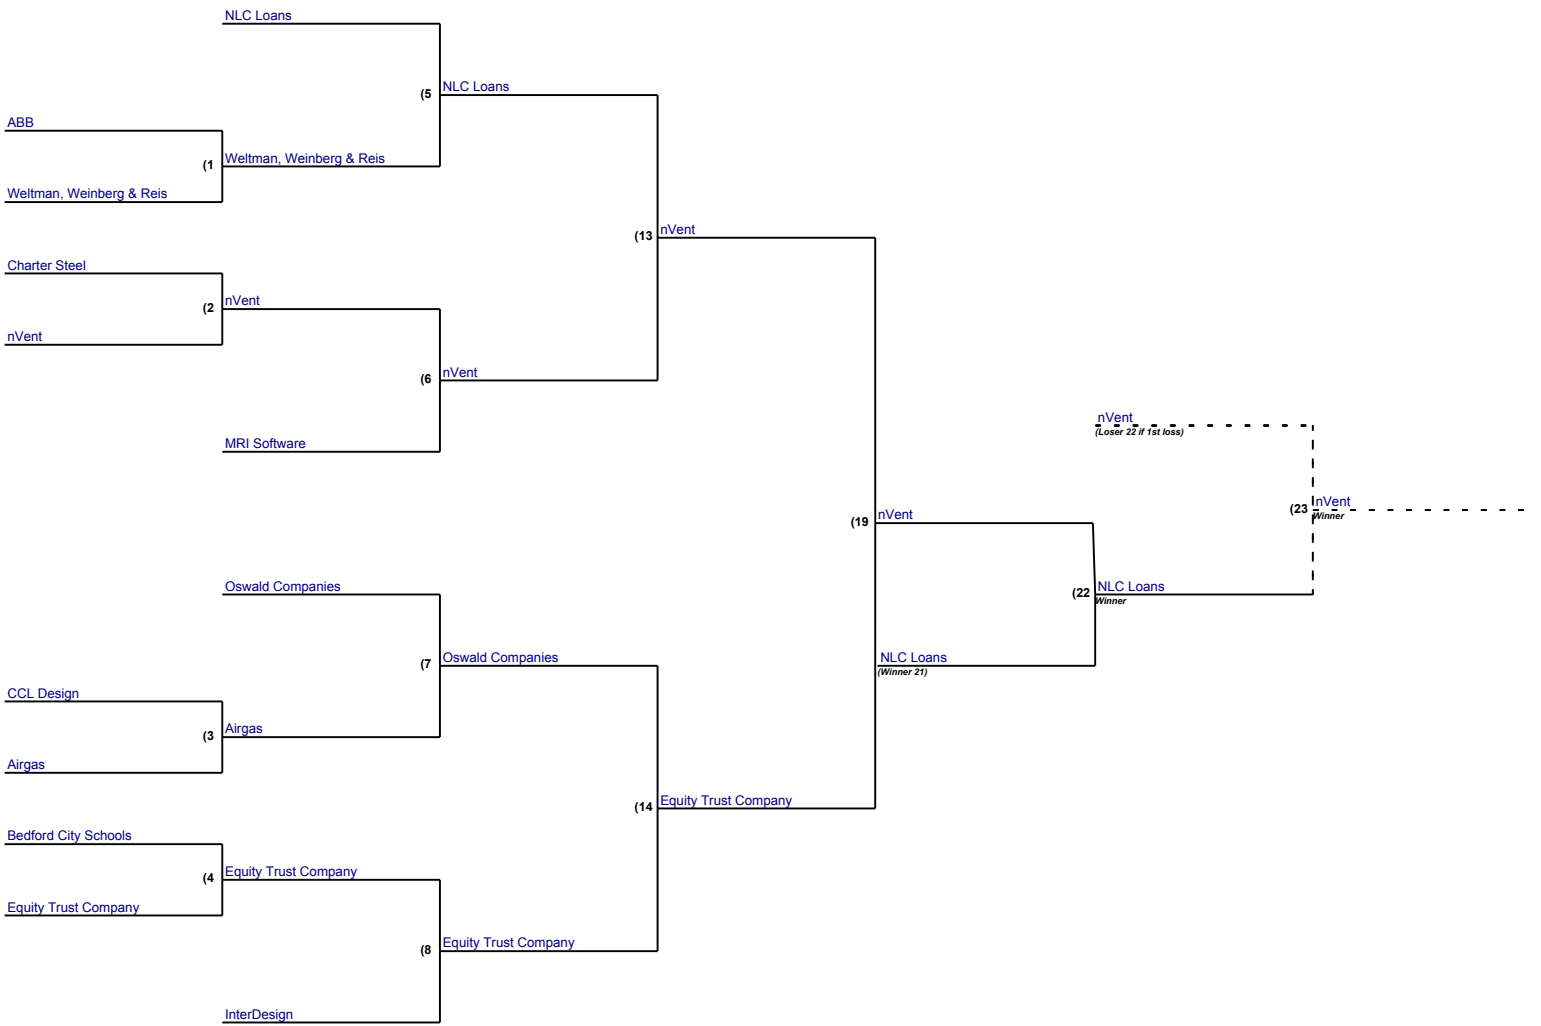 NLC Loans
(5 NLC Loans
ABB
(1 Weltman, Weinberg & Reis
Weltman, Weinberg & Reis
(13 nVent
Charter Steel
(2 nVent
nVent
(6 nVent
nVent
(Loser 22 if 1st loss)
MRI Software
(23 nVent
Winner
(19 nVent
Oswald Companies
(22 NLC Loans
Winner
(7 Oswald Companies
NLC Loans
(Winner 21)
CCL Design
(3 Airgas
Airgas
(14 Equity Trust Company
Bedford City Schools
(4 Equity Trust Company
Equity Trust Company
(8 Equity Trust Company
InterDesign